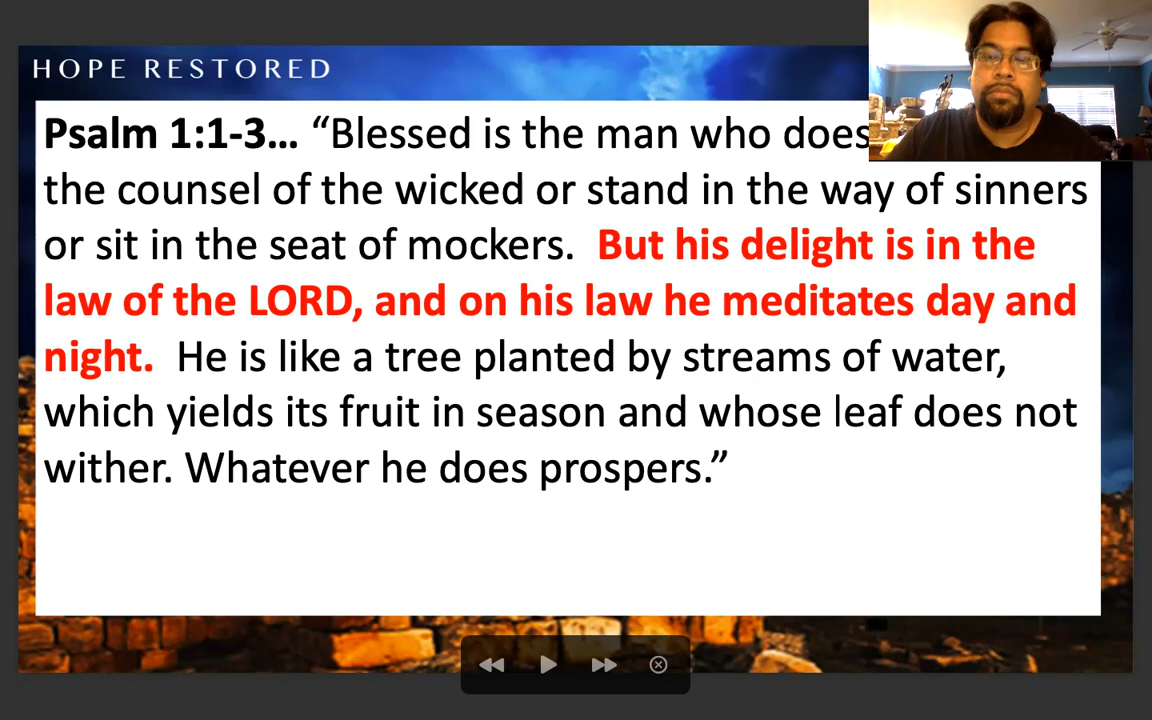 HOPE RESTORED
Psalm 1:1-3... “Blessed is the man who does
the counsel of the wicked or stand in the way of sinners
or sit in the seat of mockers. But his delight is in the
law of the LORD, and on his law he meditates day and
night. He is like a tree planted by streams of water,
which yields its fruit in season and whose leaf does not
wither. Whatever he does prospers.”